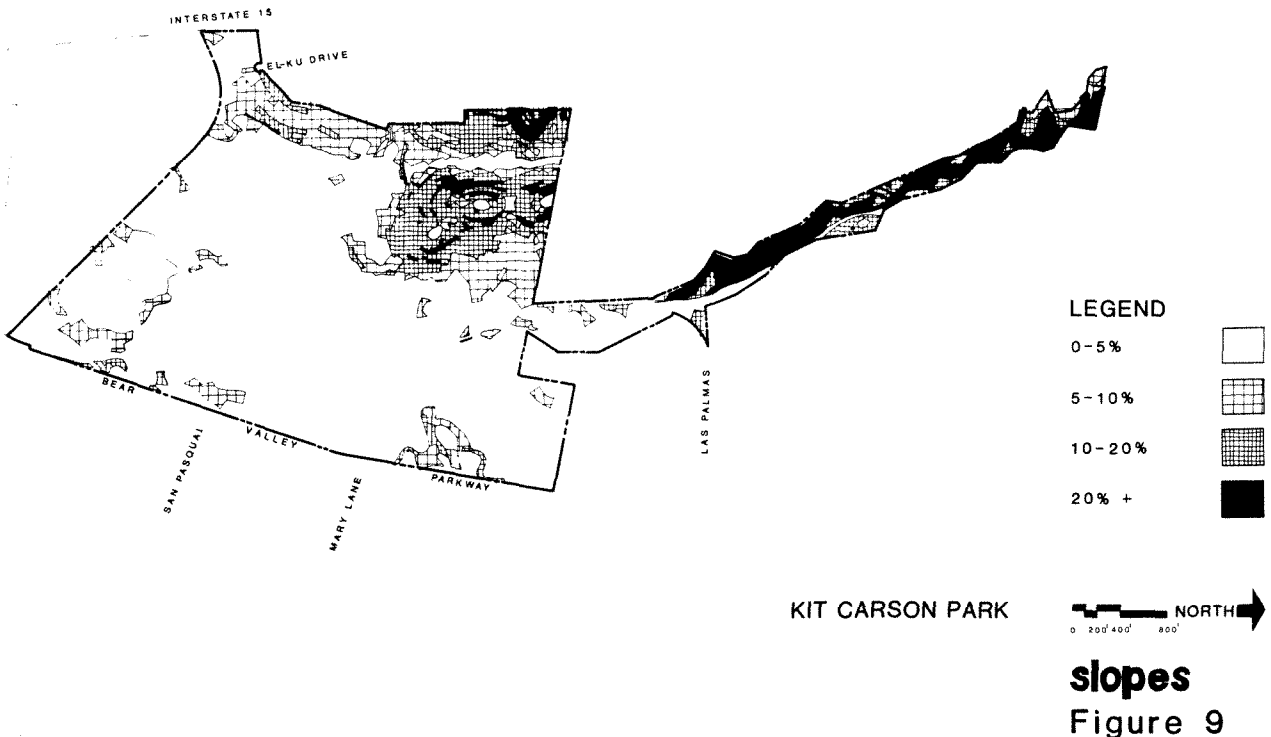 INTERSTATE 15
EL-KU DRIVE
BEAR
VALLEY
PARKWAY
SAN PASQUAL
MARY LANE
LAS PALMAS
LEGEND
0-5%
5-10%
10-20%
20% +
KIT CARSON PARK
NORTH
0 200' 400' 800'
slopes
Figure 9